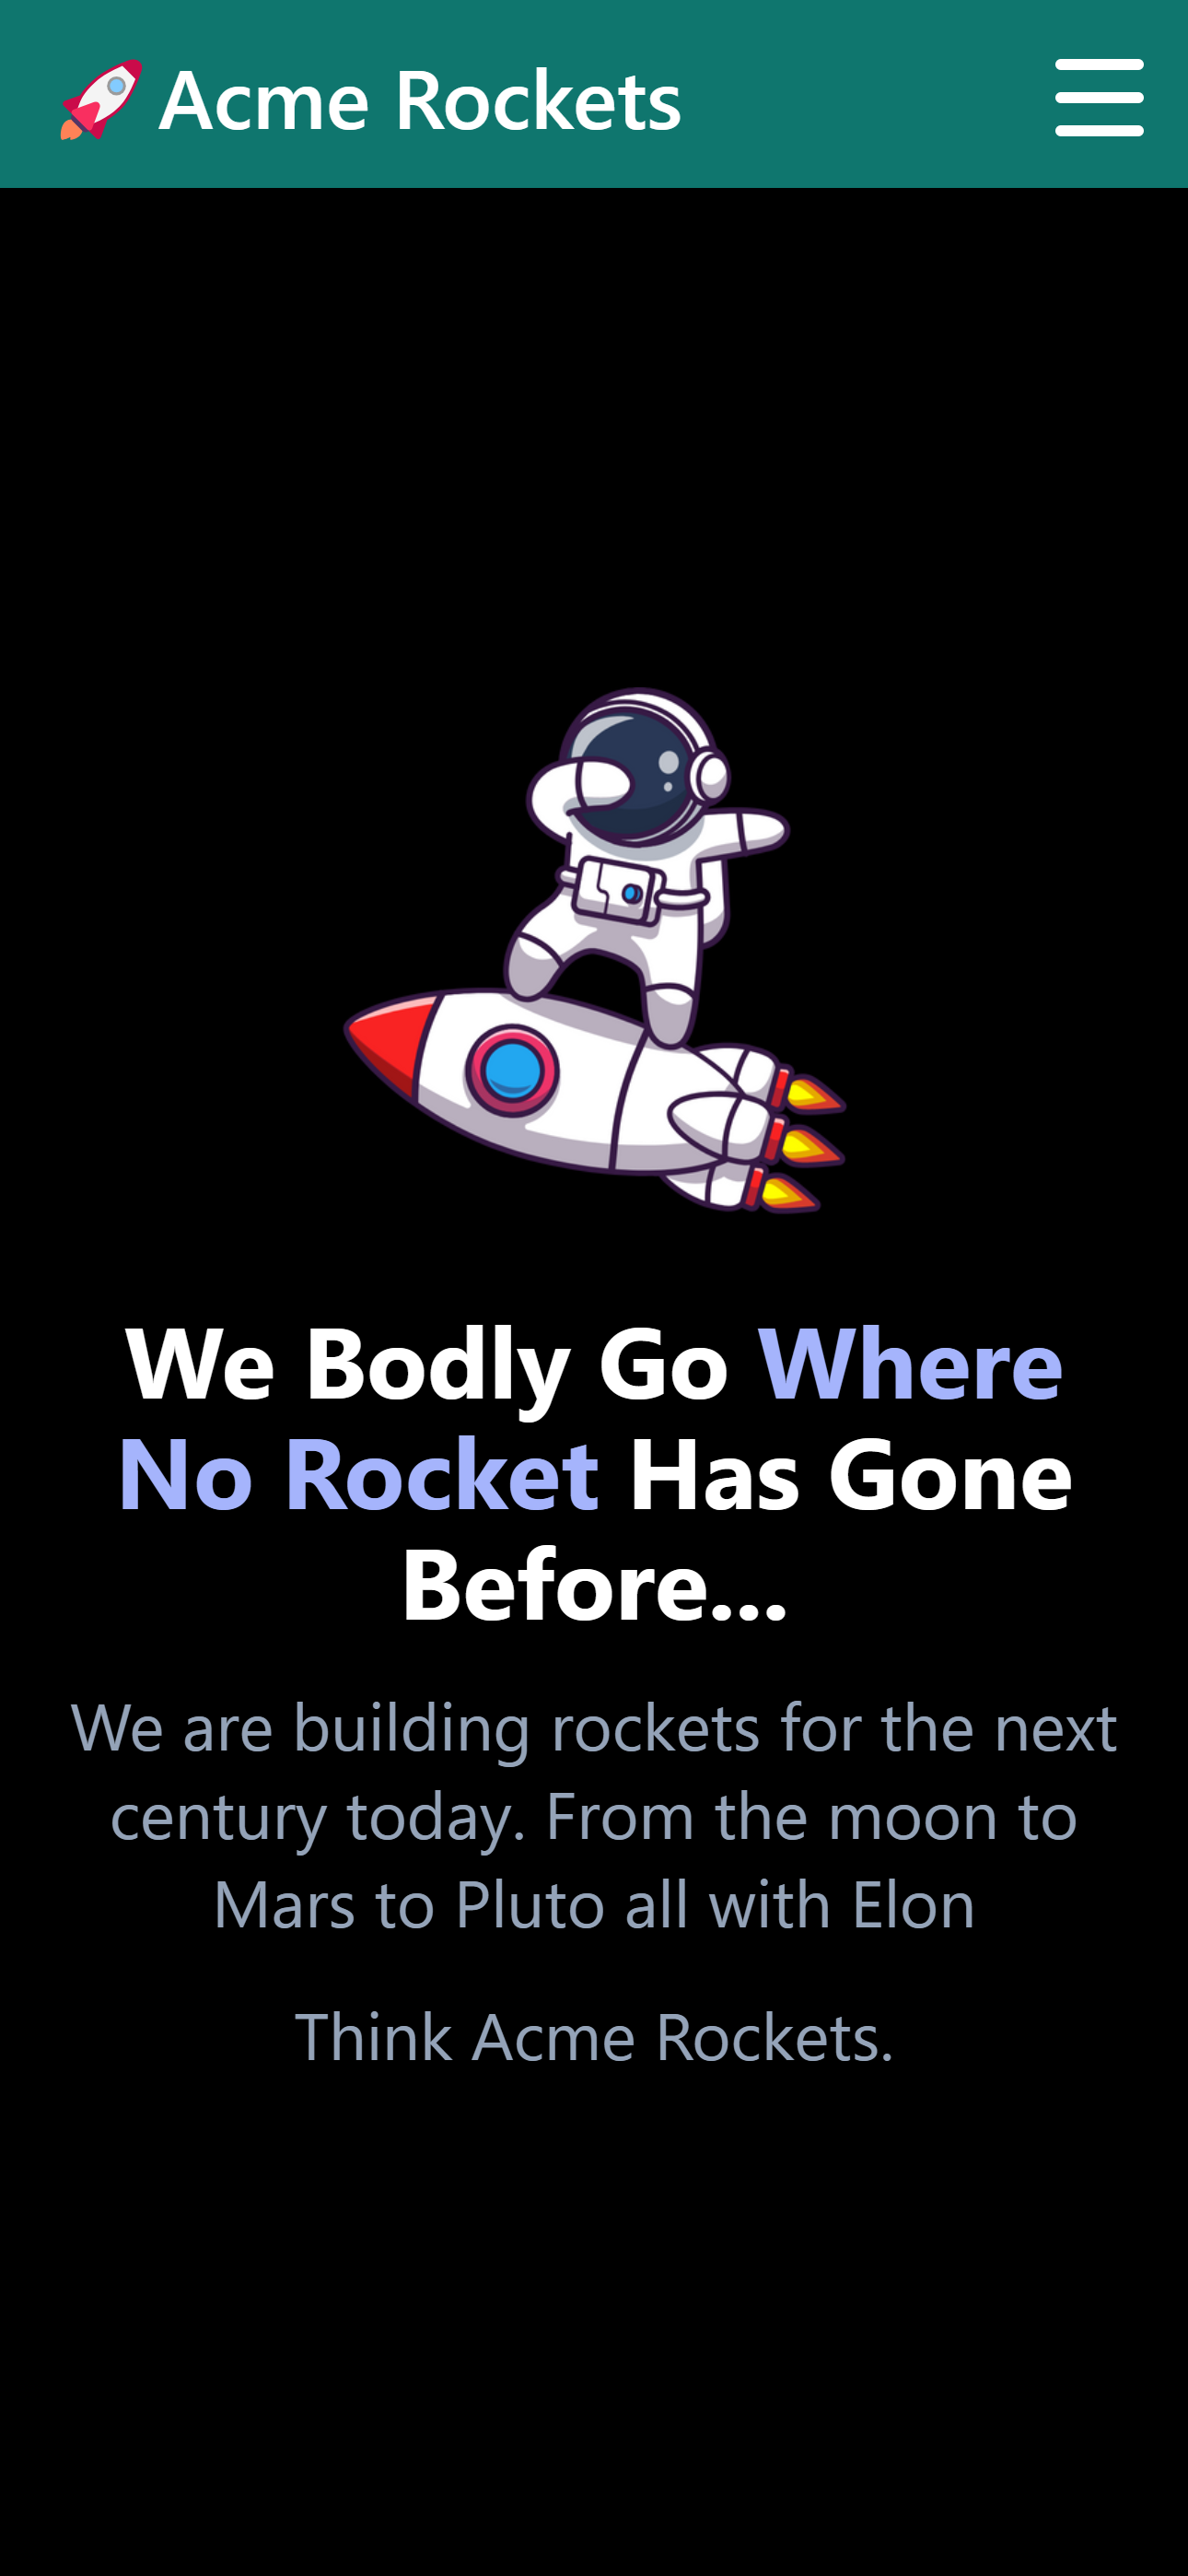 Acme Rockets
We Bodly Go Where
No Rocket Has Gone
Before...
We are building rockets for the next
century today. From the moon to
Mars to Pluto all with Elon
Think Acme Rockets.